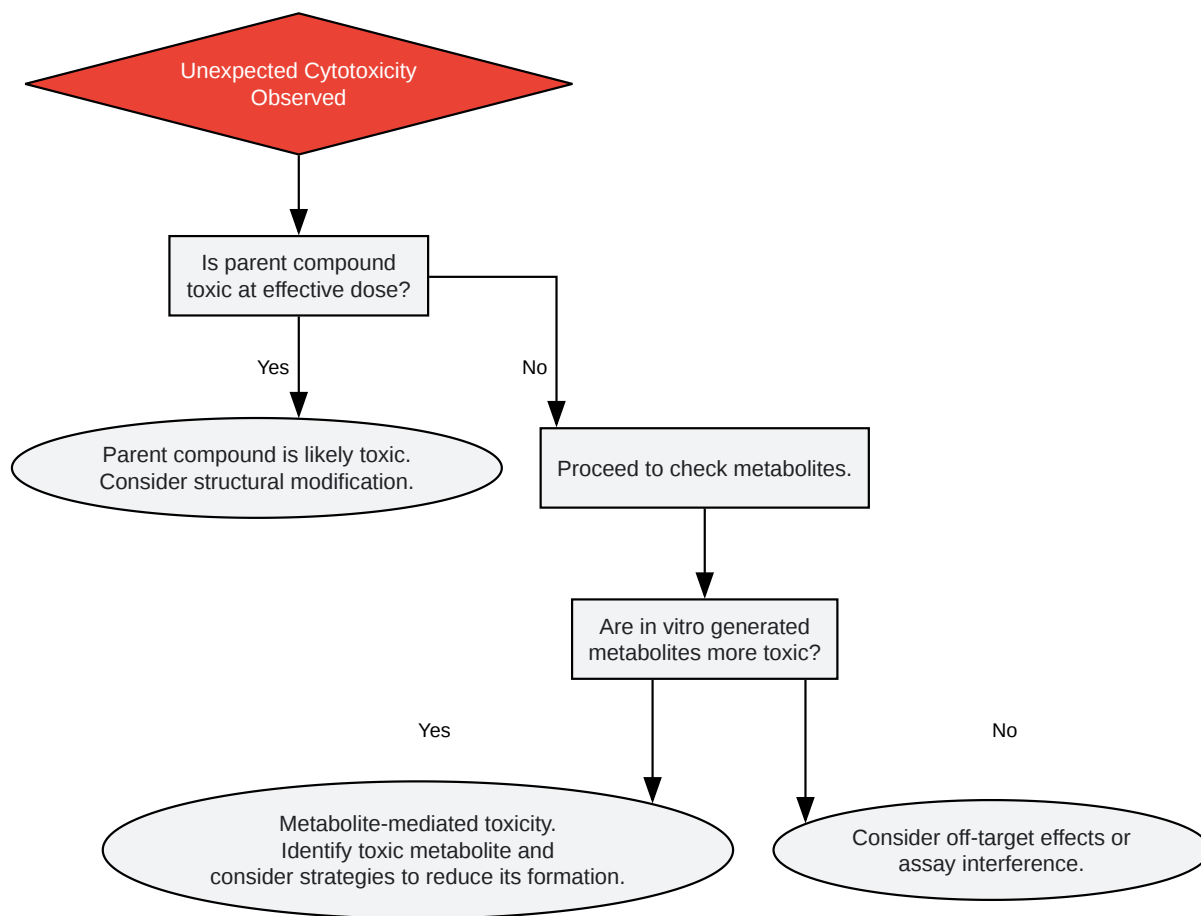 Unexpected Cytotoxicity
Observed
Is parent compound
toxic at effective dose?
Yes
No
Parent compound is likely toxic.
Consider structural modification.
Proceed to check metabolites.
Are in vitro generated
metabolites more toxic?
Yes
No
Metabolite-mediated toxicity.
Identify toxic metabolite and
consider strategies to reduce its formation.
Consider off-target effects or
assay interference.